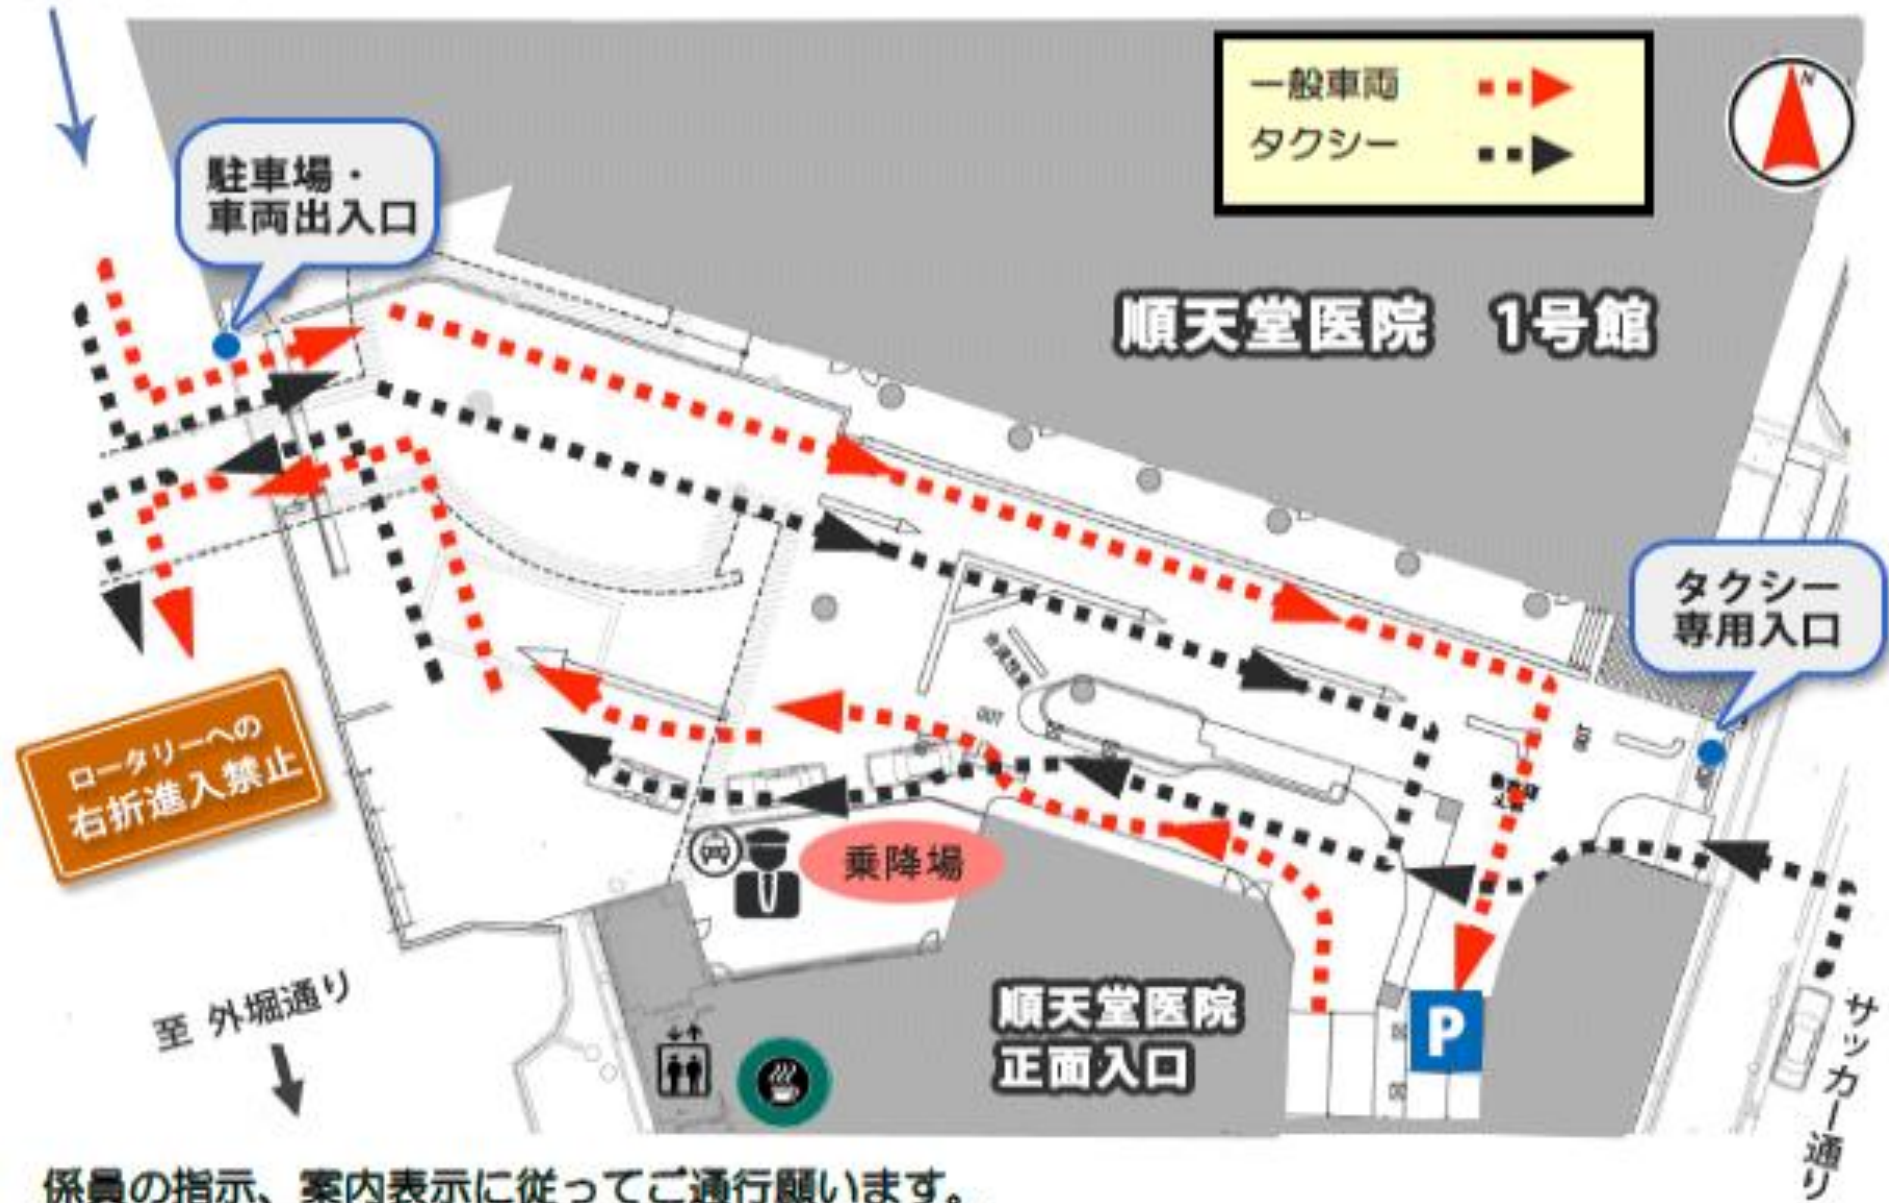 一般車両
タクシー
N
駐車場・
車両出入口
順天堂医院 1号館
タクシー
専用入口
ロータリーへの
右折進入禁止
乗降場
順天堂医院
正面入口
P
至 外堀通り
サッカー通り
係員の指示、案内表示に従ってご通行願います。